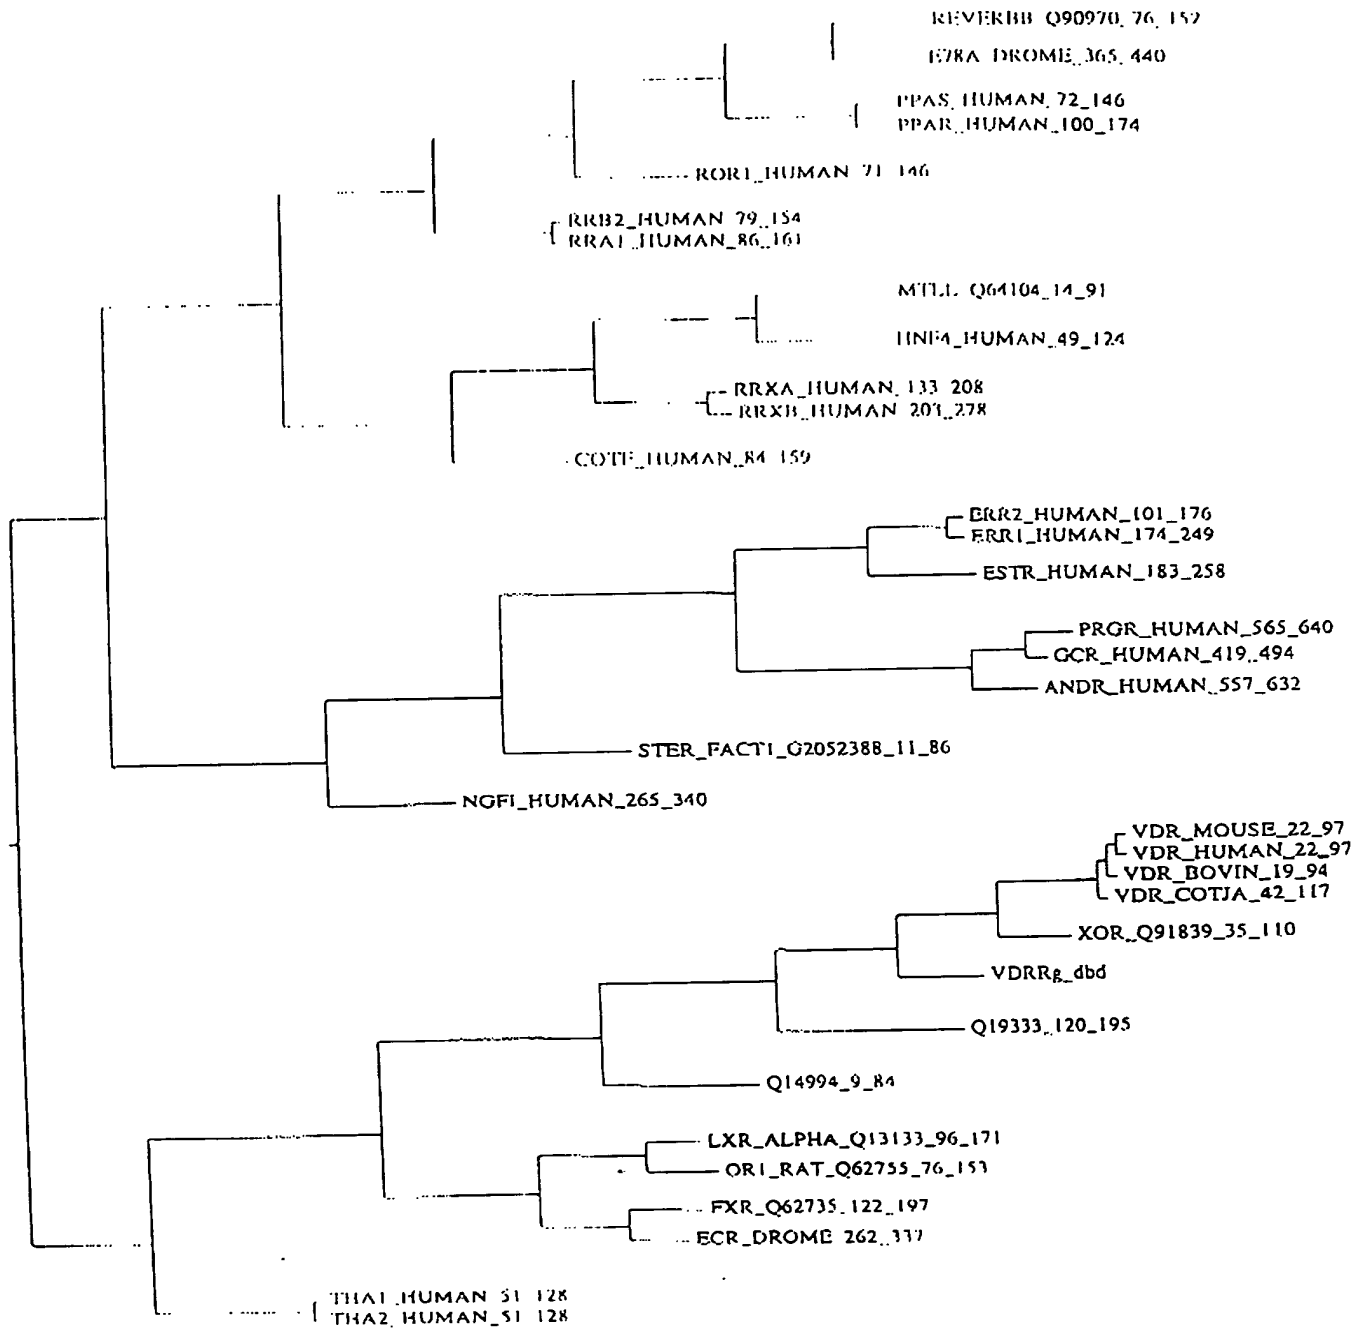 REVERBB_Q90970_76_152
E78A_DROME_365_440
PPAS_HUMAN_72_146
PPAR_HUMAN_100_174
ROR1_HUMAN_71_146
RRB2_HUMAN_79_154
RRA1_HUMAN_86_161
MTLL_Q64104_14_91
HNF4_HUMAN_49_124
RRXA_HUMAN_133_208
RRXB_HUMAN_203_278
COTF_HUMAN_84_159
ERR2_HUMAN_101_176
ERR1_HUMAN_174_249
ESTR_HUMAN_183_258
PRGR_HUMAN_565_640
GCR_HUMAN_419_494
ANDR_HUMAN_557_632
STER_FACT1_G2052388_11_86
NGFI_HUMAN_265_340
VDR_MOUSE_22_97
VDR_HUMAN_22_97
VDR_BOVIN_19_94
VDR_COTJA_42_117
XOR_Q91839_35_110
VDRRg_dbd
Q19333_120_195
Q14994_9_84
LXR_ALPHA_Q13133_96_171
OR1_RAT_Q62755_76_153
FXR_Q62735_122_197
ECR_DROME_262_337
THA1_HUMAN_51_128
THA2_HUMAN_51_128